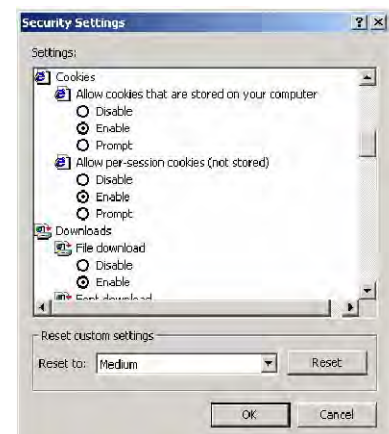 Security Settings
Settings:
Cookies
Allow cookies that are stored on your computer
Disable
Enable
Prompt
Allow per-session cookies (not stored)
Disable
Enable
Prompt
Downloads
File download
Disable
Enable
Font download
Reset custom settings
Reset to: Medium Reset
OK Cancel